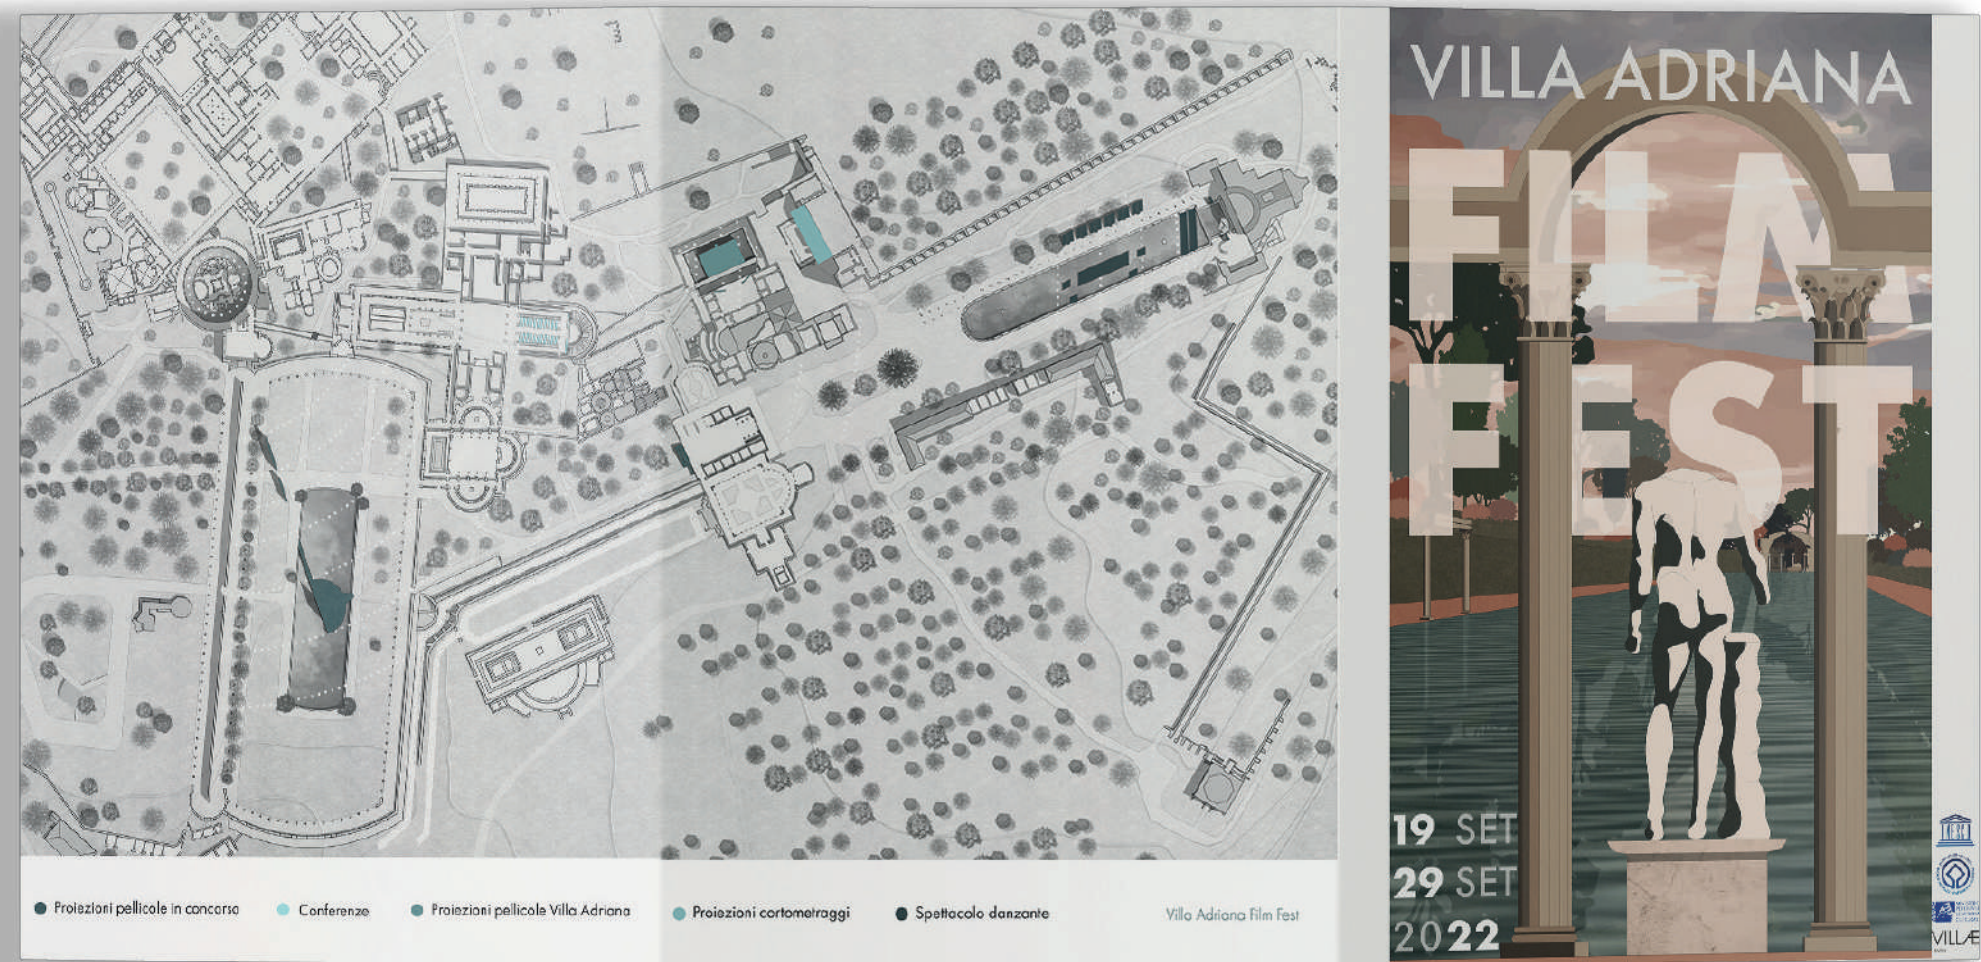 Proiezioni pellicole in concorso
Conferenze
Proiezioni pellicole Villa Adriana
Proiezioni cortometraggi
Spettacolo danzante
Villa Adriana Film Fest
VILLA ADRIANA
FILM
FEST
19 SET
29 SET
2022
VILLÆ